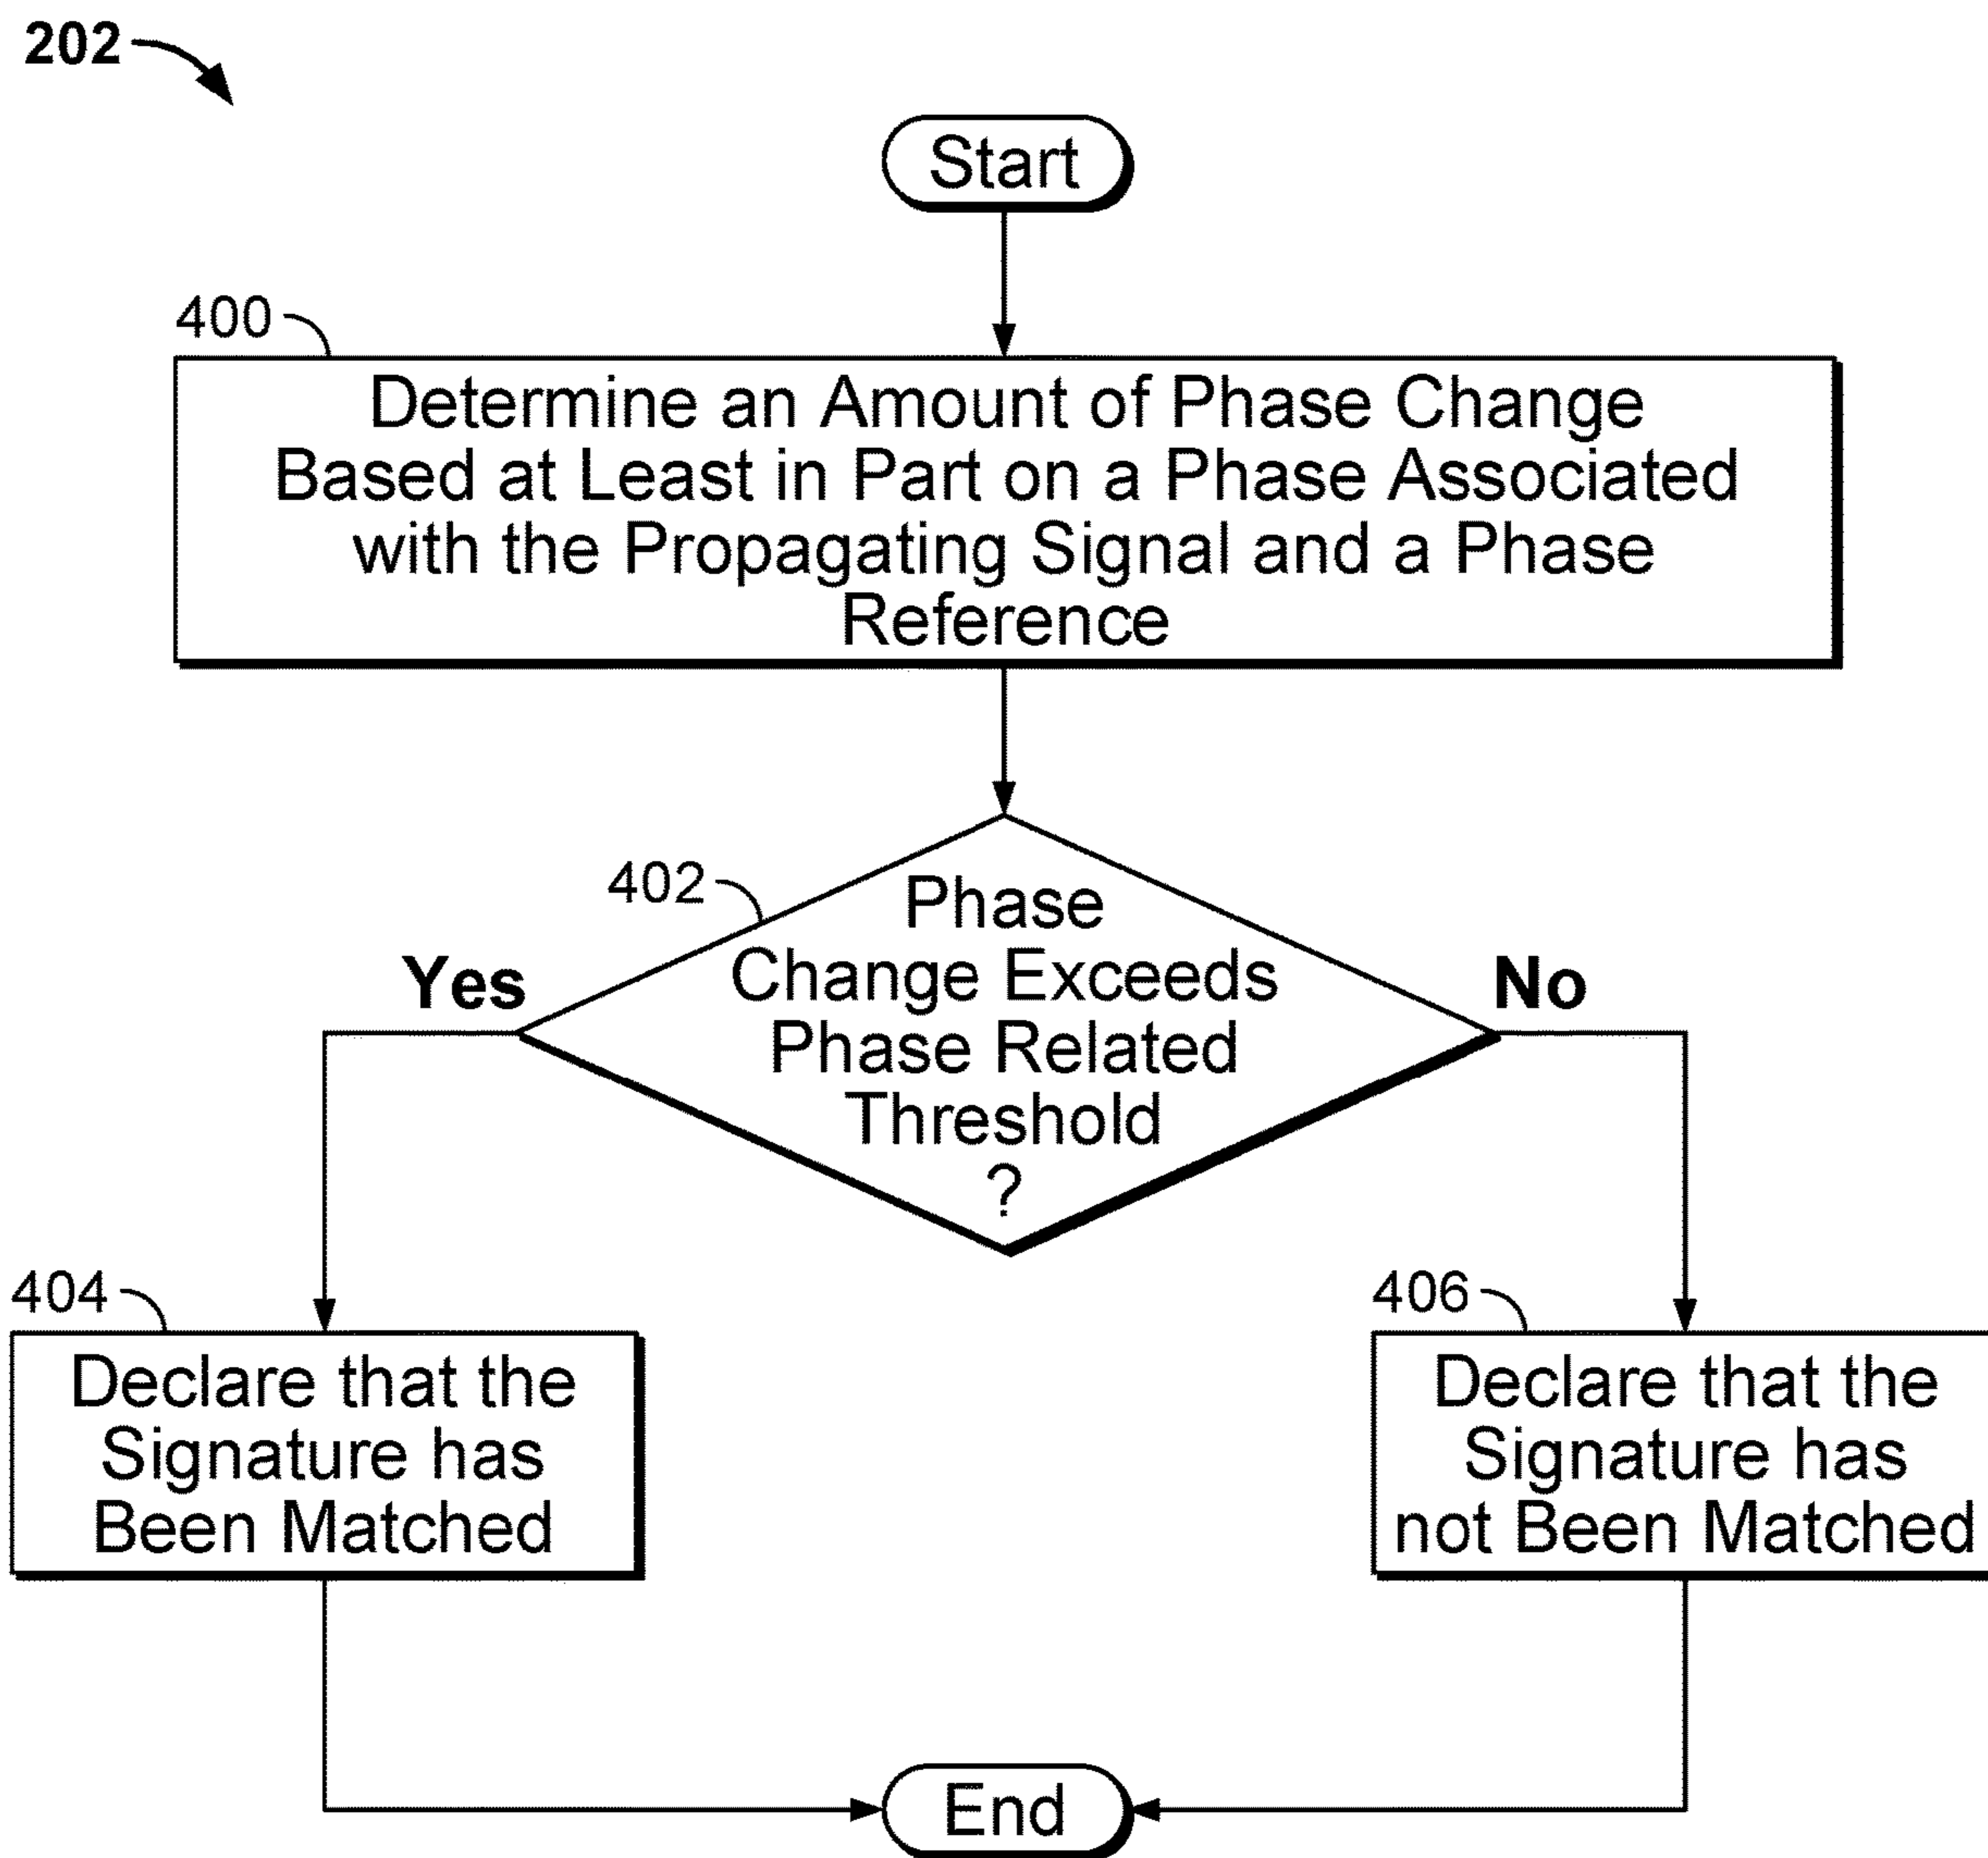 202
Start
400
Determine an Amount of Phase Change
Based at Least in Part on a Phase Associated
with the Propagating Signal and a Phase
Reference
402
Phase
Change Exceeds
Phase Related
Threshold
?
Yes
No
404
Declare that the
Signature has
Been Matched
406
Declare that the
Signature has
not Been Matched
End